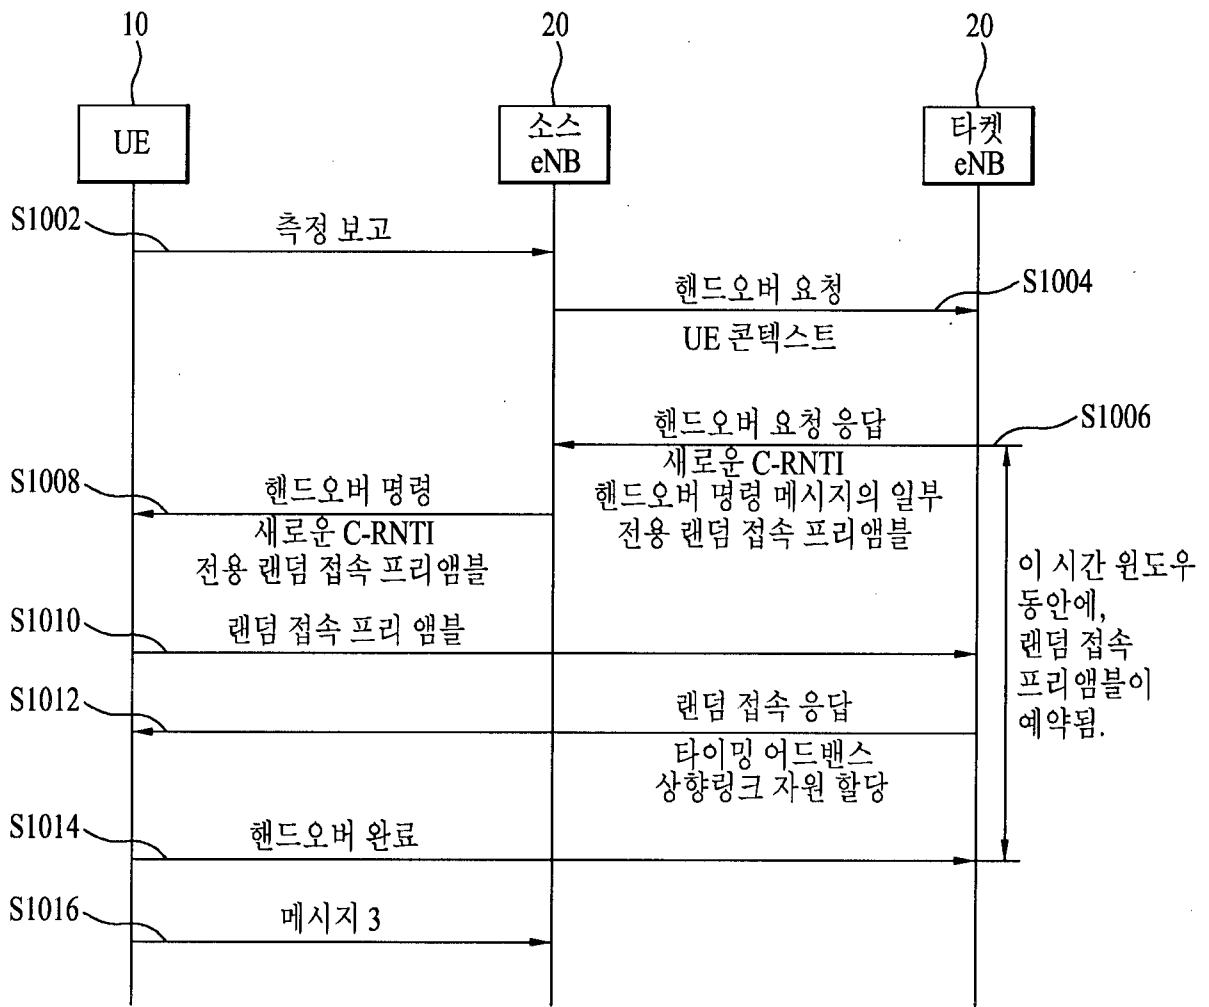 10
20
20
UE
소스
eNB
타켓
eNB
S1002
측정 보고
핸드오버 요청
S1004
UE 콘텍스트
핸드오버 요청 응답
S1006
새로운 C-RNTI
핸드오버 명령 메시지의 일부
전용 랜덤 접속 프리앰블
S1008
핸드오버 명령
새로운 C-RNTI
전용 랜덤 접속 프리앰블
이 시간 윈도우
동안에,
랜덤 접속
프리앰블이
예약됨.
S1010
랜덤 접속 프리 앰블
S1012
랜덤 접속 응답
타이밍 어드밴스
상향링크 자원 할당
S1014
핸드오버 완료
S1016
메시지 3